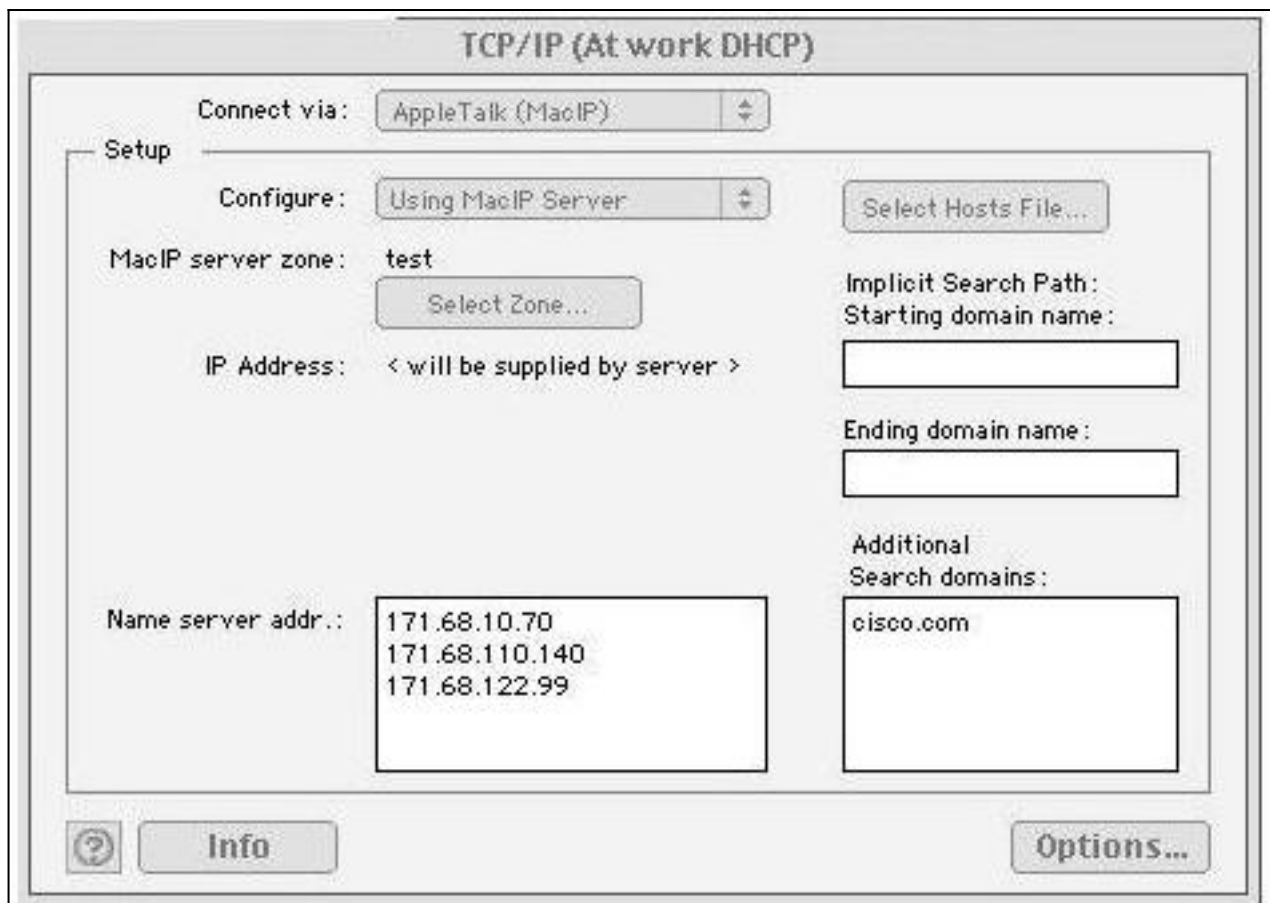 TCP/IP (At work DHCP)
Connect via: AppleTalk (MacIP)
Setup
Configure: Using MacIP Server
Select Hosts File...
MacIP server zone: test
Select Zone...
Implicit Search Path:
Starting domain name:
IP Address: < will be supplied by server >
Ending domain name:
Additional
Search domains:
Name server addr.: 171.68.10.70
171.68.110.140
171.68.122.99
cisco.com
?
Info
Options...